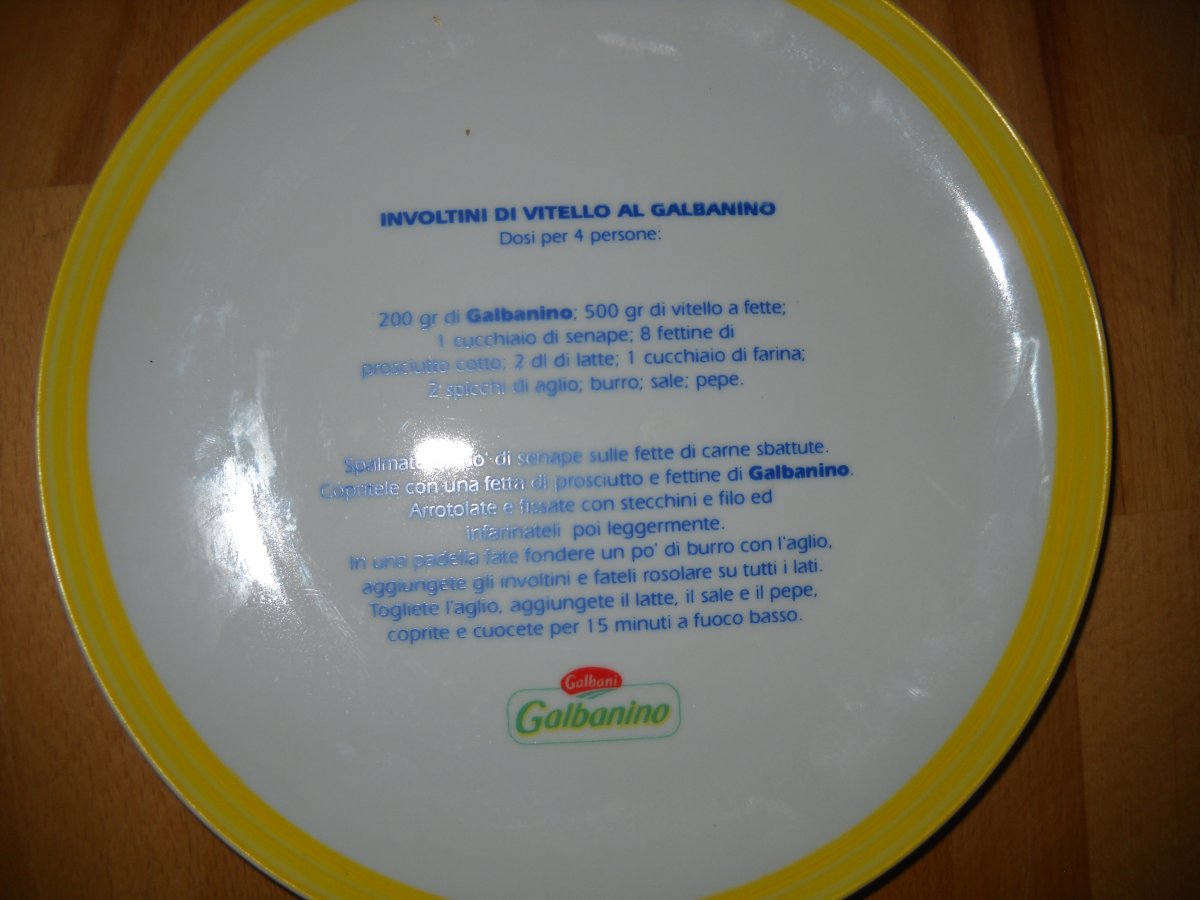 INVOLTINI DI VITELLO AL GALBANINO
Dosi per 4 persone:
200 gr di Galbanino; 500 gr di vitello a fette;
1 cucchiaio di senape; 8 fettine di
prosciutto cotto; 2 dl di latte; 1 cucchiaio di farina;
2 spicchi di aglio; burro; sale; pepe.
di senape sulle fette di carne sbattute.
Copritele con una fetta di prosciutto e fettine di Galbanino.
Arrotolate e fissate con stecchini e filo ed
infarinateli poi leggermente.
In una padella fate fondere un po' di burro con l'aglio,
aggiungete gli involtini e fateli rosolare su tutti i lati.
Togliete l'aglio, aggiungete il latte, il sale e il pepe,
coprite e cuocete per 15 minuti a fuoco basso.
Galbani
Galbanino